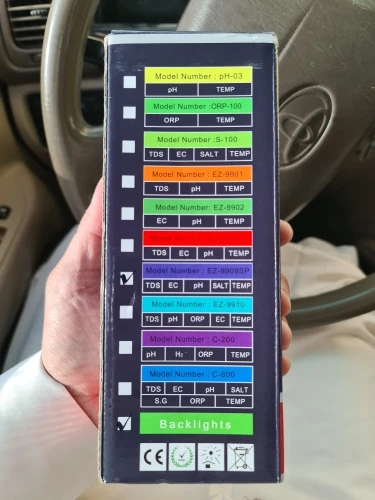 Model Number : pH-03
pH TEMP
Model Number :ORP-100
ORP TEMP
Model Number : S-100
TDS EC SALT TEMP
Model Number : EZ-9901
TDS pH TEMP
Model Number: EZ-9902
EC pH TEMP
TDS EC pH TEMP
Model Number : EZ-9909SP
TDS EC pH SALT TEMP
Model Number : EZ-9910
TDS pH ORP EC TEMP
Model Number : C-200
pH H₂ ORP TEMP
Model Number : C-600
TDS EC pH SALT
S.G ORP TEMP
Backlights
CE